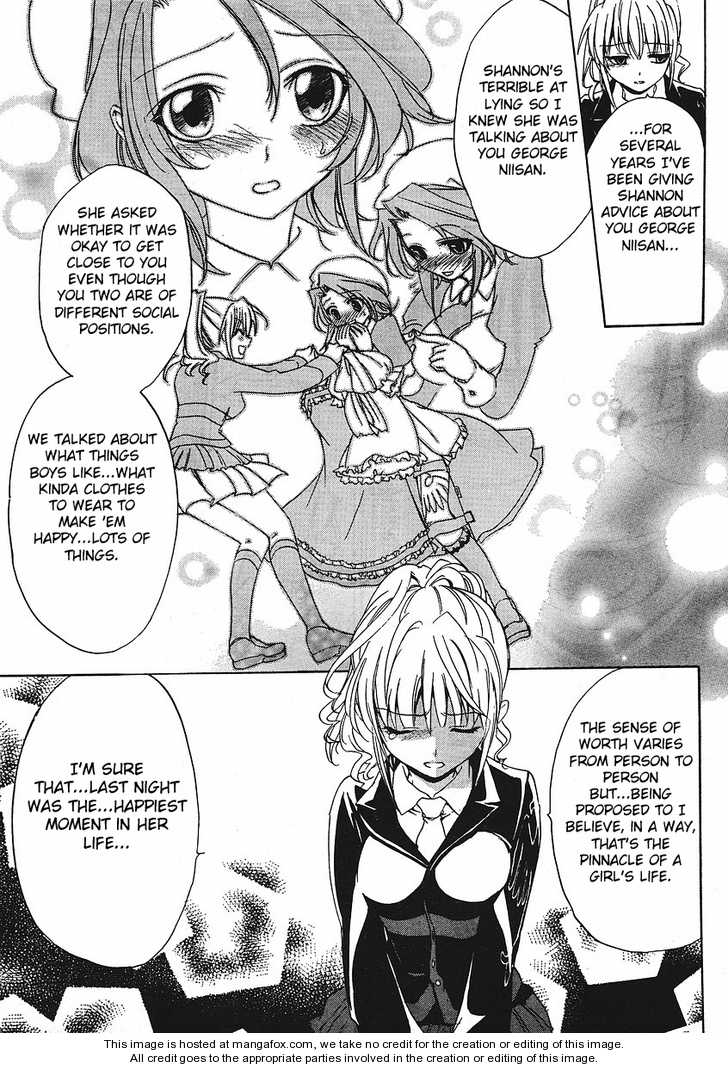 ...FOR
SEVERAL
YEARS I'VE
BEEN GIVING
SHANNON
ADVICE ABOUT
YOU GEORGE
NIISAN...
SHANNON'S
TERRIBLE AT
LYING SO I
KNEW SHE WAS
TALKING ABOUT
YOU GEORGE
NIISAN.
SHE ASKED
WHETHER IT WAS
OKAY TO GET
CLOSE TO YOU
EVEN THOUGH
YOU TWO ARE OF
DIFFERENT SOCIAL
POSITIONS.
WE TALKED ABOUT
WHAT THINGS
BOYS LIKE...WHAT
KINDA CLOTHES
TO WEAR TO
MAKE 'EM
HAPPY...LOTS OF
THINGS.
THE SENSE OF
WORTH VARIES
FROM PERSON TO
PERSON
BUT...BEING
PROPOSED TO I
BELIEVE, IN A WAY,
THAT'S THE
PINNACLE OF A
GIRL'S LIFE.
I'M SURE
THAT...LAST NIGHT
WAS THE...HAPPIEST
MOMENT IN HER
LIFE...
This image is hosted at mangafox.com, we take no credit for the creation or editing of this image.
All credit goes to the appropriate parties involved in the creation or editing of this image.